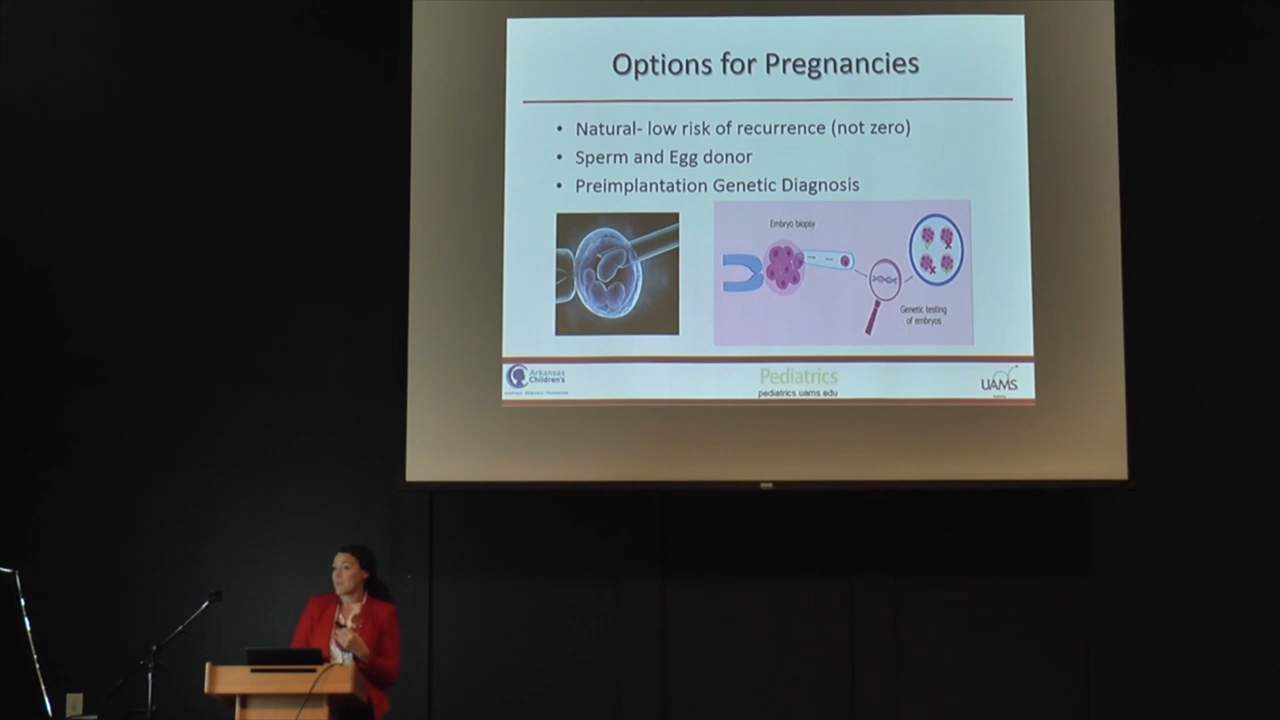 Options for Pregnancies
• Natural- low risk of recurrence (not zero)
• Sperm and Egg donor
• Preimplantation Genetic Diagnosis
Embryo biopsy
Genetic testing
of embryos
Arkansas
Children's
Pediatrics
pediatrics.uams.edu
UAMS